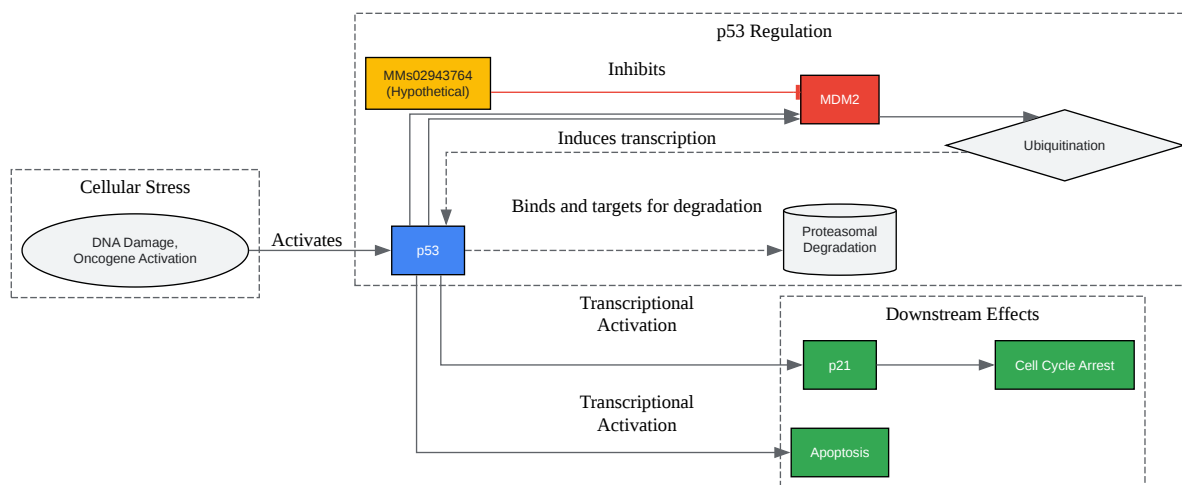 p53 Regulation
MMs02943764
(Hypothetical)
Inhibits
MDM2
Induces transcription
Ubiquitination
Cellular Stress
DNA Damage,
Oncogene Activation
Activates
p53
Binds and targets for degradation
Proteasomal
Degradation
Transcriptional
Activation
Downstream Effects
p21
Cell Cycle Arrest
Transcriptional
Activation
Apoptosis